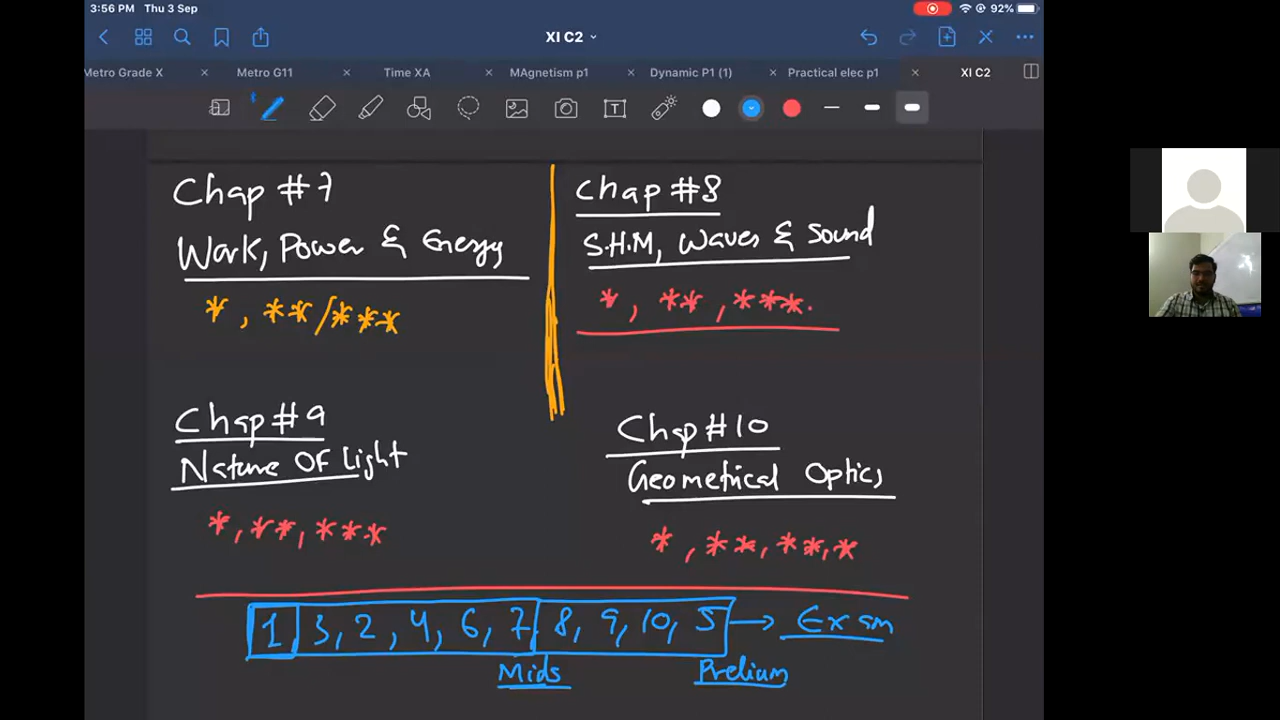 3:56 PM Thu 3 Sep 92%
XI C2
Metro Grade X Metro G11 Time XA MAgnetism p1 Dynamic P1 (1) Practical elec p1 XI C2
Chap #7
Work, Power & Energy
*, **/***
Chap #8
S.H.M, Waves & Sound
*, **, ***.
Chap #9
Nature Of Light
*, **, ***
Chap #10
Geometrical Optics
*, **, **, *
1, 3, 2, 4, 6, 7, 8, 9, 10, 5 → Exam
Mids Prelium